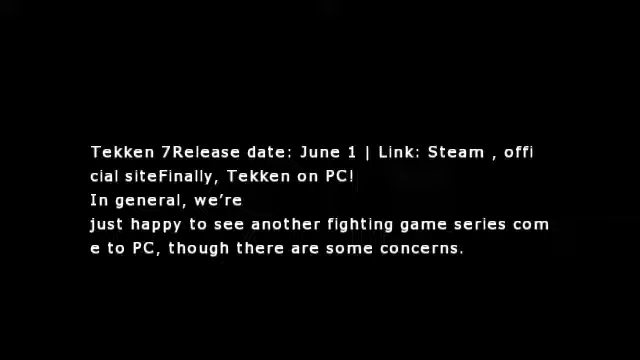 Tekken 7Release date: June 1 | Link: Steam , offi
cial siteFinally, Tekken on PC!
In general, we’re
just happy to see another fighting game series com
e to PC, though there are some concerns.